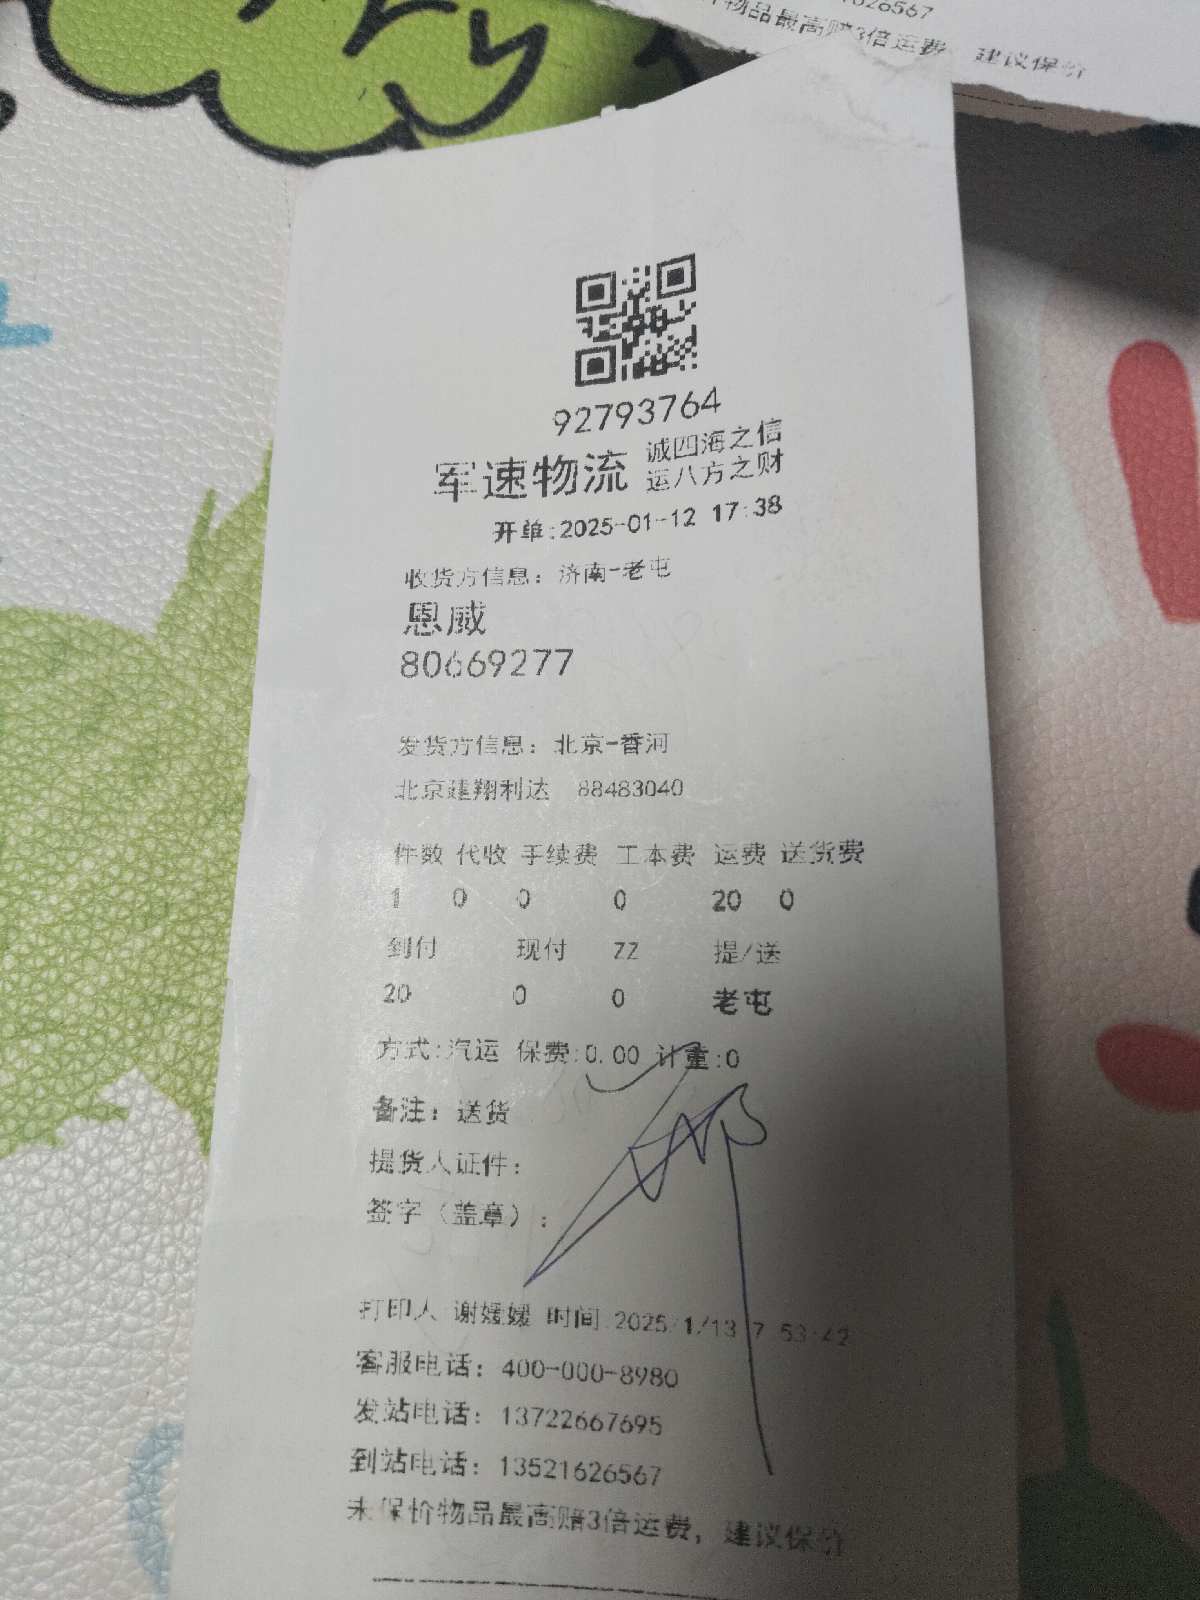 1626567
物品最高赔3倍运费 建议保价
92793764
军速物流 诚四海之信
运八方之财
开单:2025-01-12 17:38
收货方信息: 济南-老屯
恩威
80669277
发货方信息: 北京-香河
北京建翔利达 88483040
件数 代收 手续费 工本费 运费 送货费
1 0 0 0 20 0
到付 现付 ZZ 提/送
20 0 0 老屯
方式:汽运 保费:0.00 计重:0
备注: 送货
提货人证件:
签字（盖章）:
打印人 谢媛媛 时间 2025/1/13 7:53:42
客服电话: 400-000-8980
发站电话: 13722667695
到站电话: 13521626567
未保价物品最高赔3倍运费, 建议保价